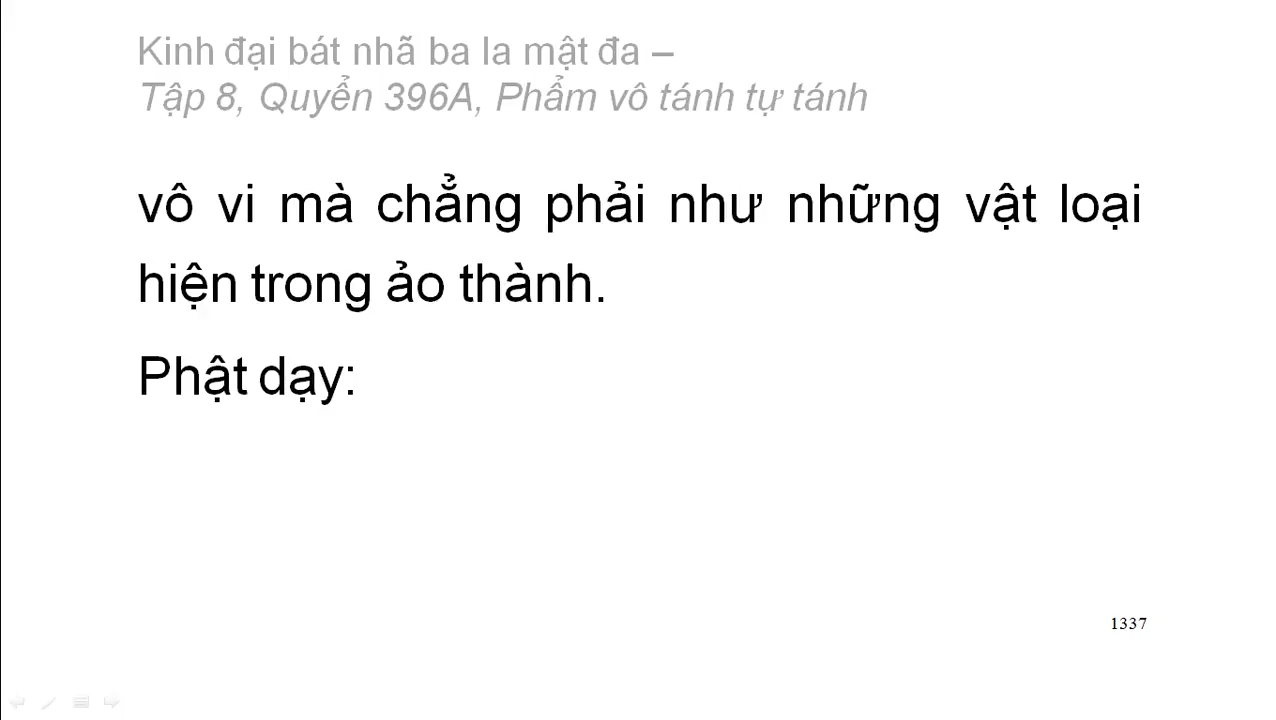 Kinh đại bát nhã ba la mật đa –
Tập 8, Quyển 396A, Phẩm vô tánh tự tánh
vô vi mà chẳng phải như những vật loại
hiện trong ảo thành.
Phật dạy:
1337